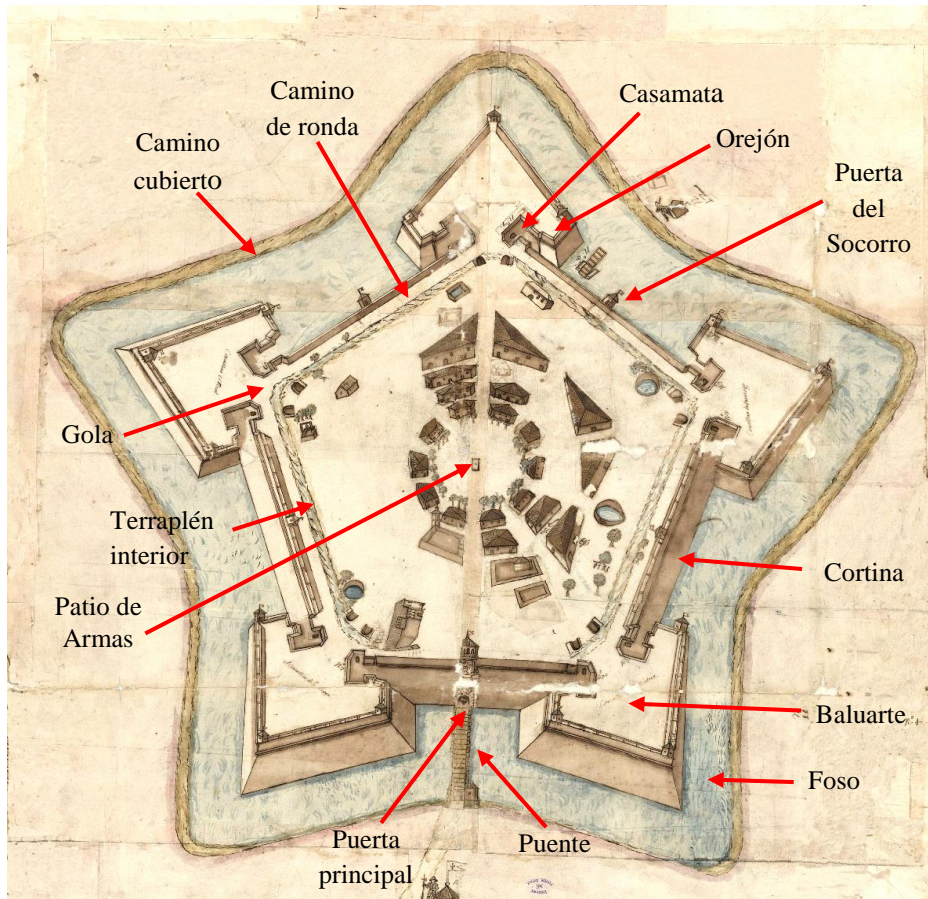 Camino
de ronda
Casamata
Orejón
Camino
cubierto
Puerta
del
Socorro
Gola
Terraplén
interior
Cortina
Patio de
Armas
Baluarte
Foso
Puerta
principal
Puente